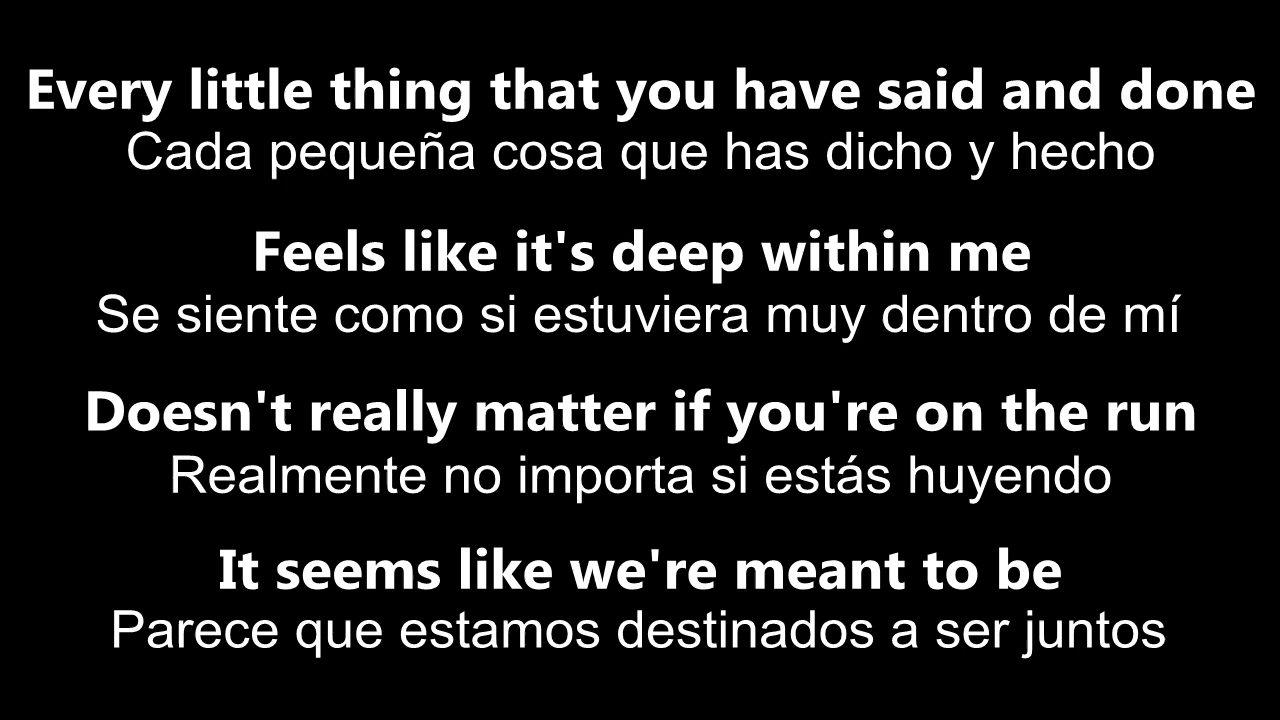 Every little thing that you have said and done
Cada pequeña cosa que has dicho y hecho
Feels like it's deep within me
Se siente como si estuviera muy dentro de mí
Doesn't really matter if you're on the run
Realmente no importa si estás huyendo
It seems like we're meant to be
Parece que estamos destinados a ser juntos